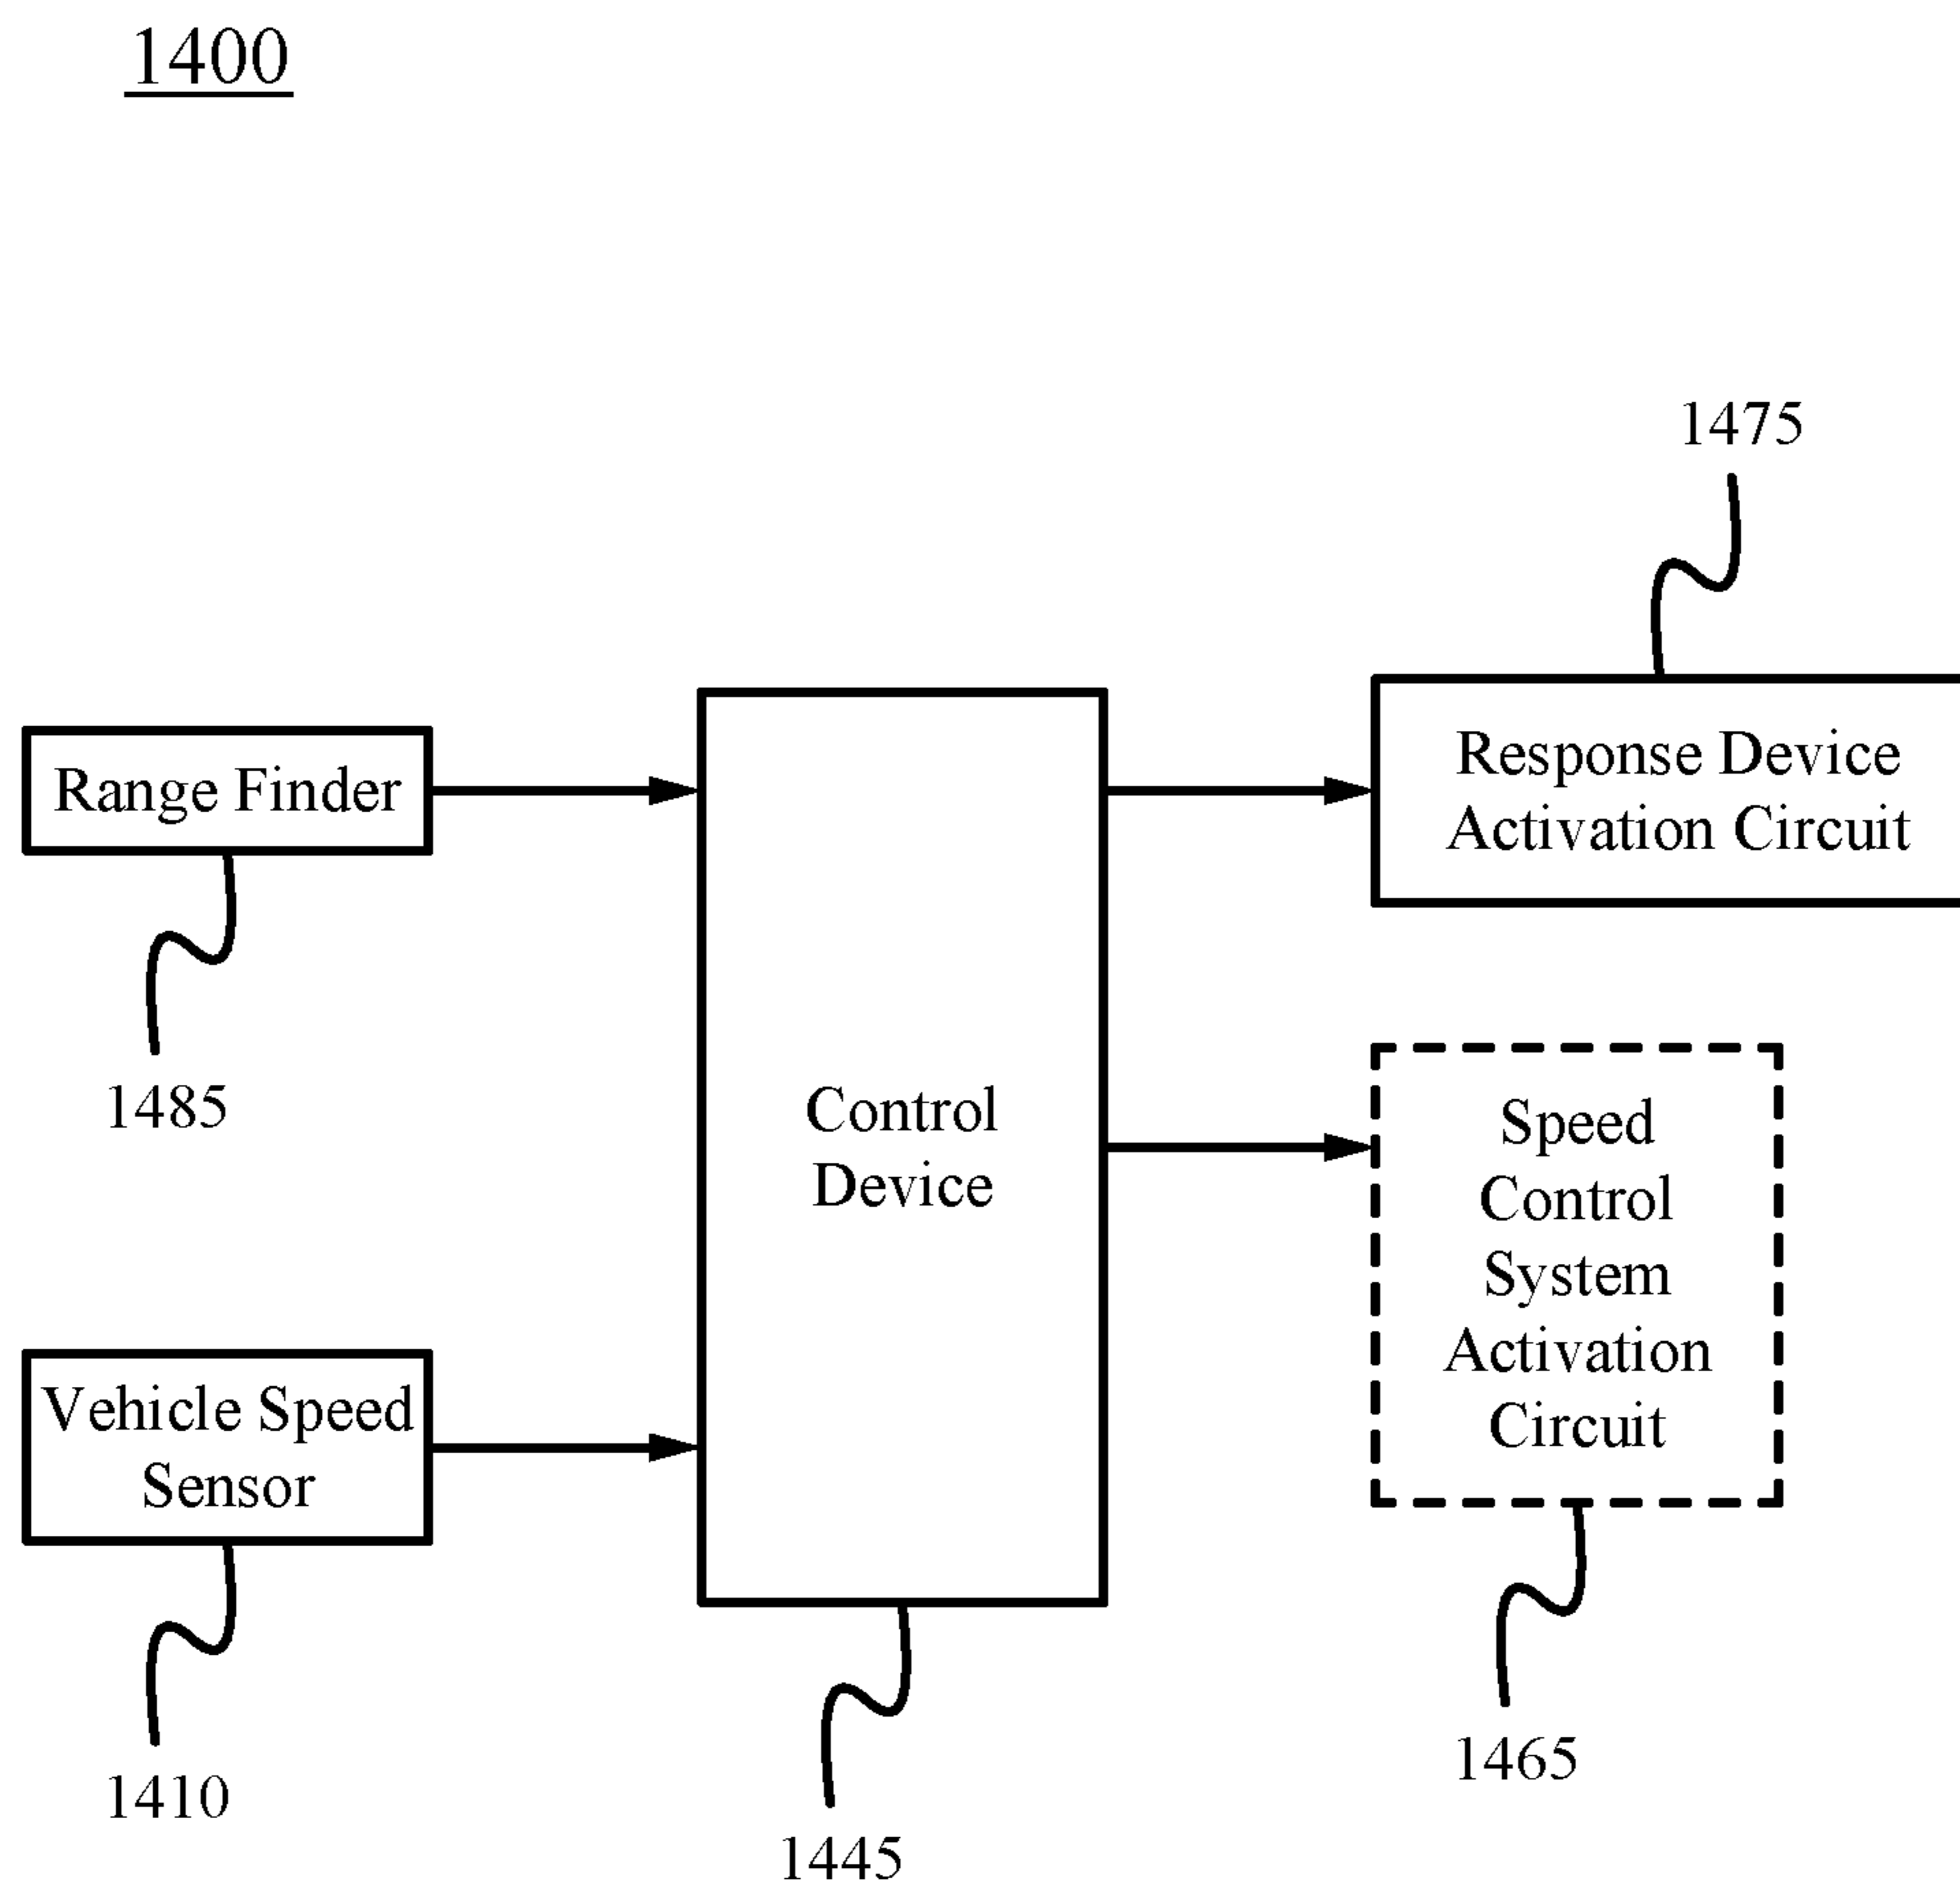 1400
1475
Range Finder
Response Device
Activation Circuit
1485
Control
Device
Speed
Control
System
Activation
Circuit
Vehicle Speed
Sensor
1410
1445
1465